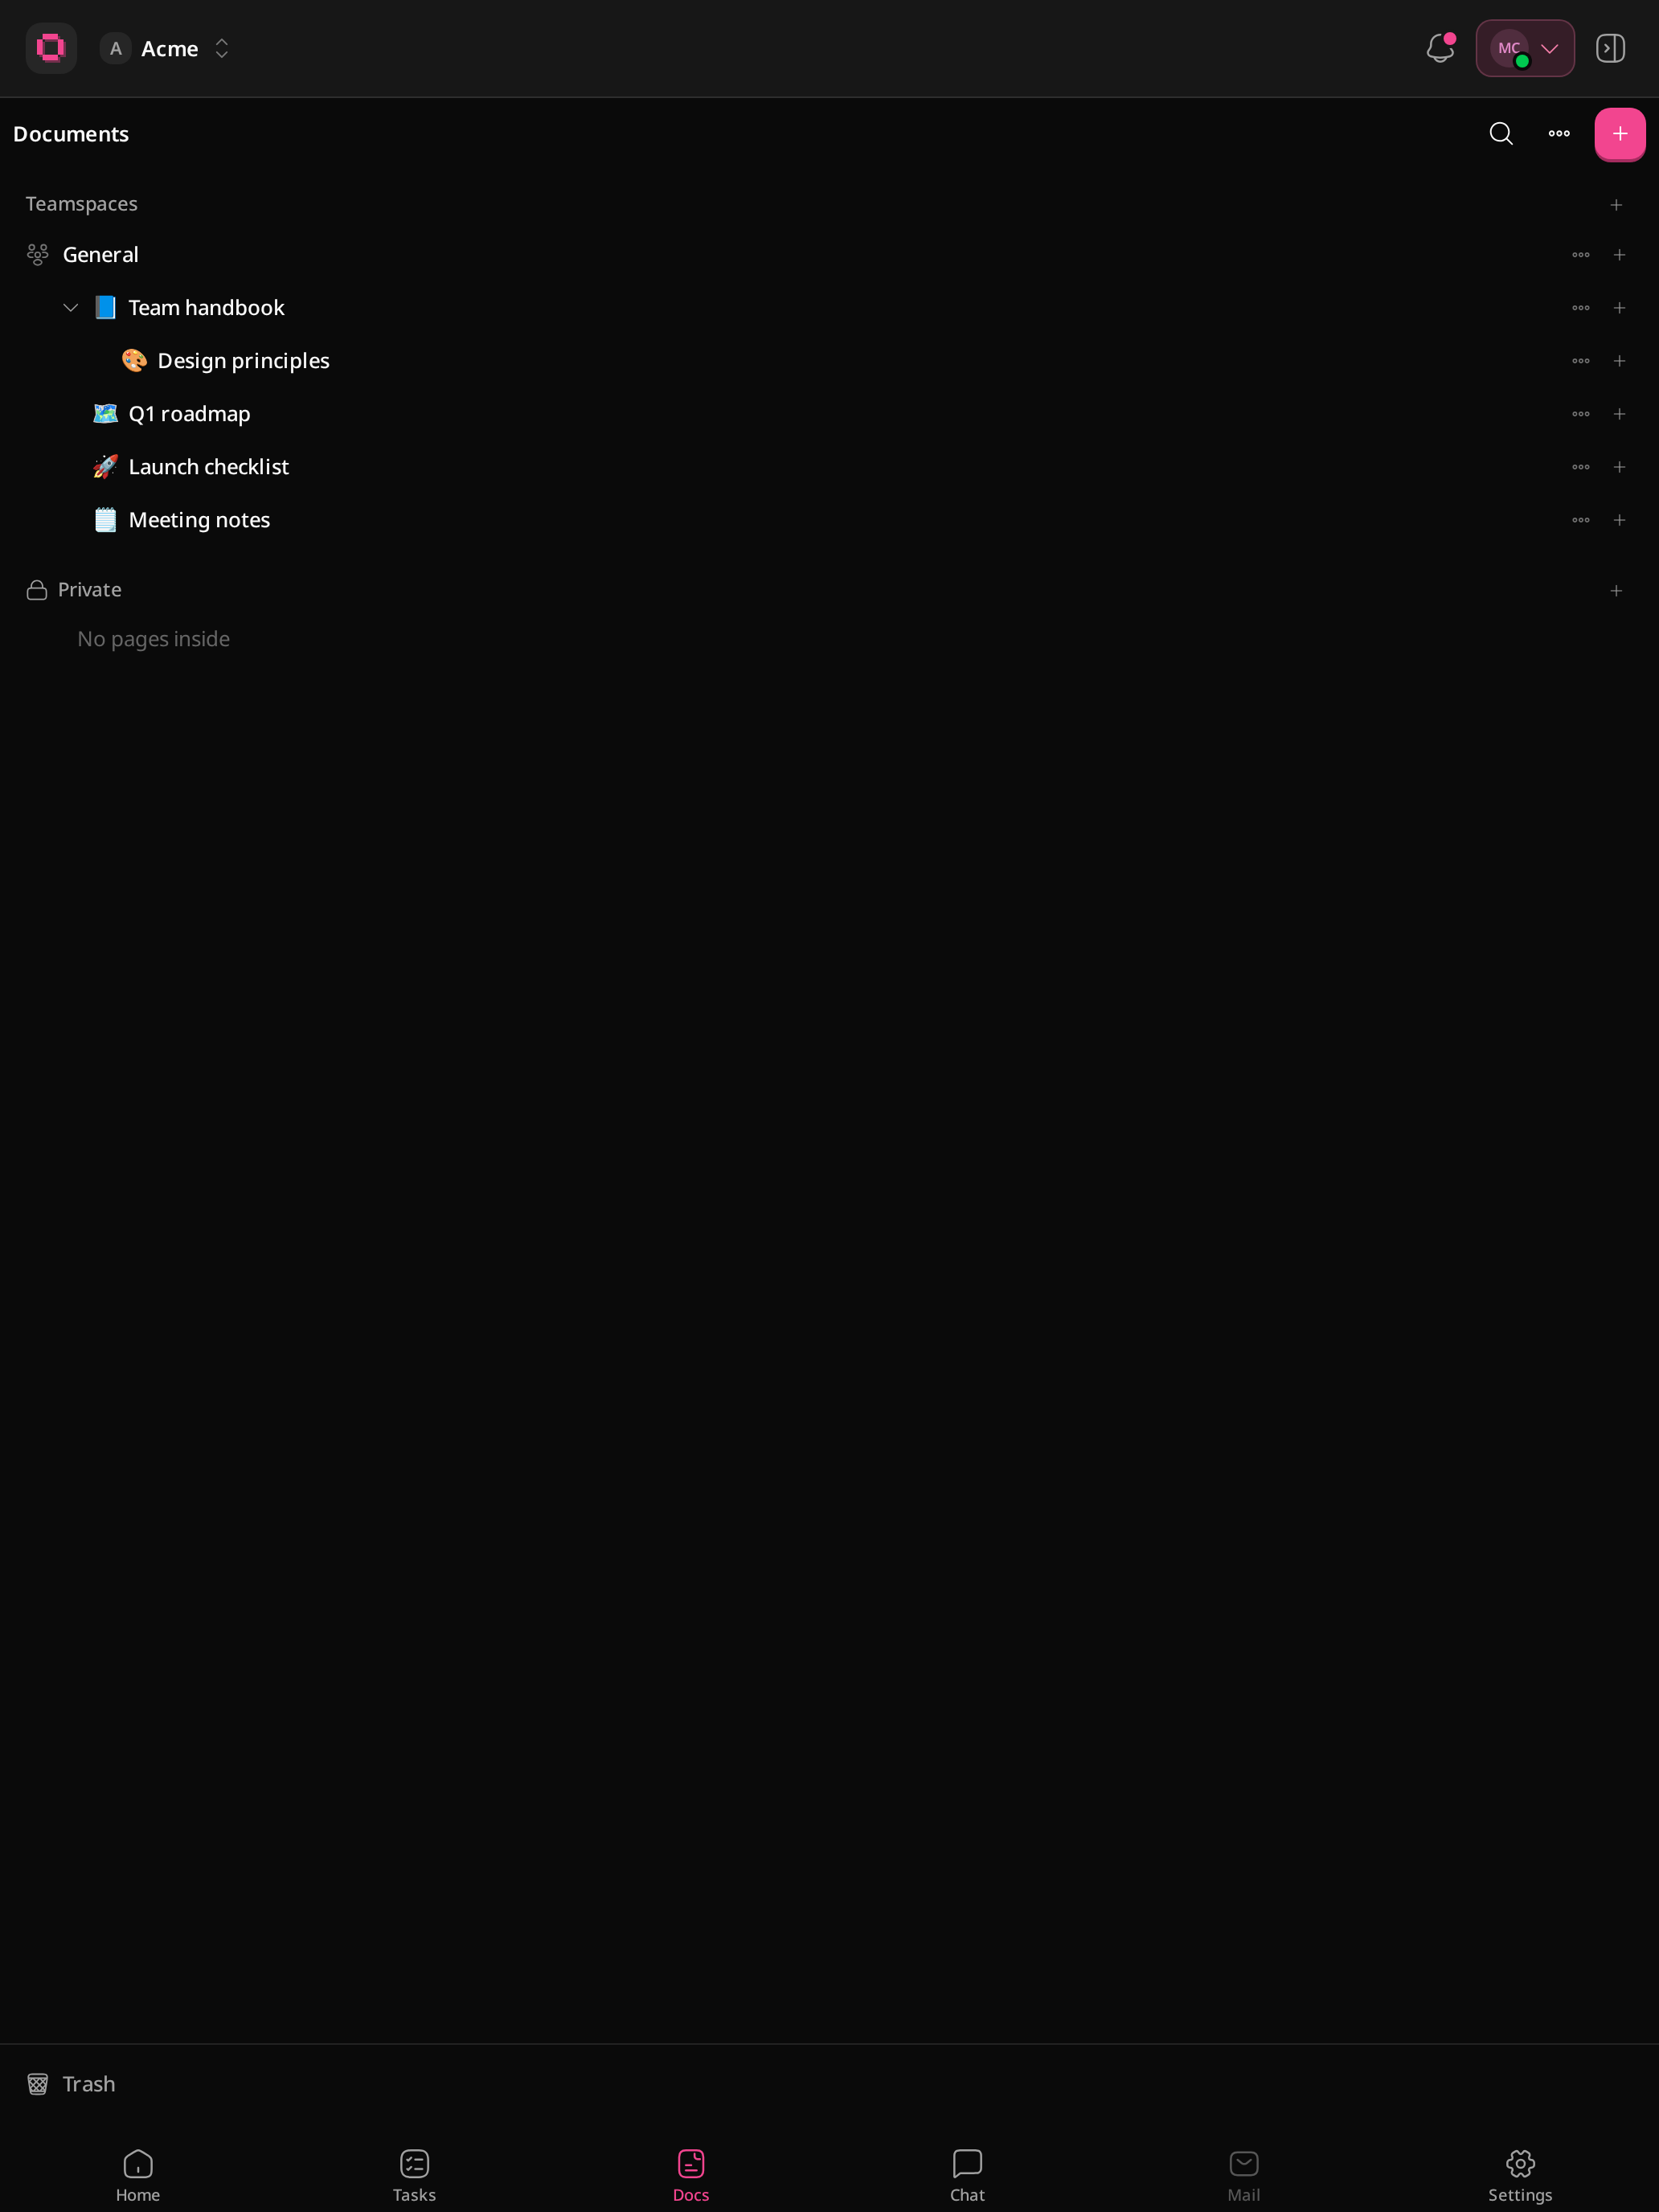 A Acme
MC
Documents
Teamspaces
General
Team handbook
Design principles
Q1 roadmap
Launch checklist
Meeting notes
Private
No pages inside
Trash
Home Tasks Docs Chat Mail Settings